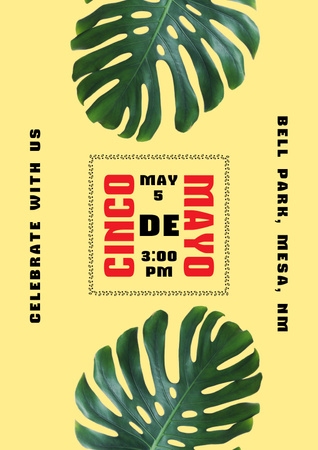 CELEBRATE WITH US
CINCO
MAY
5
DE
3:00
PM
MAYO
BELL PARK, MESA, NM